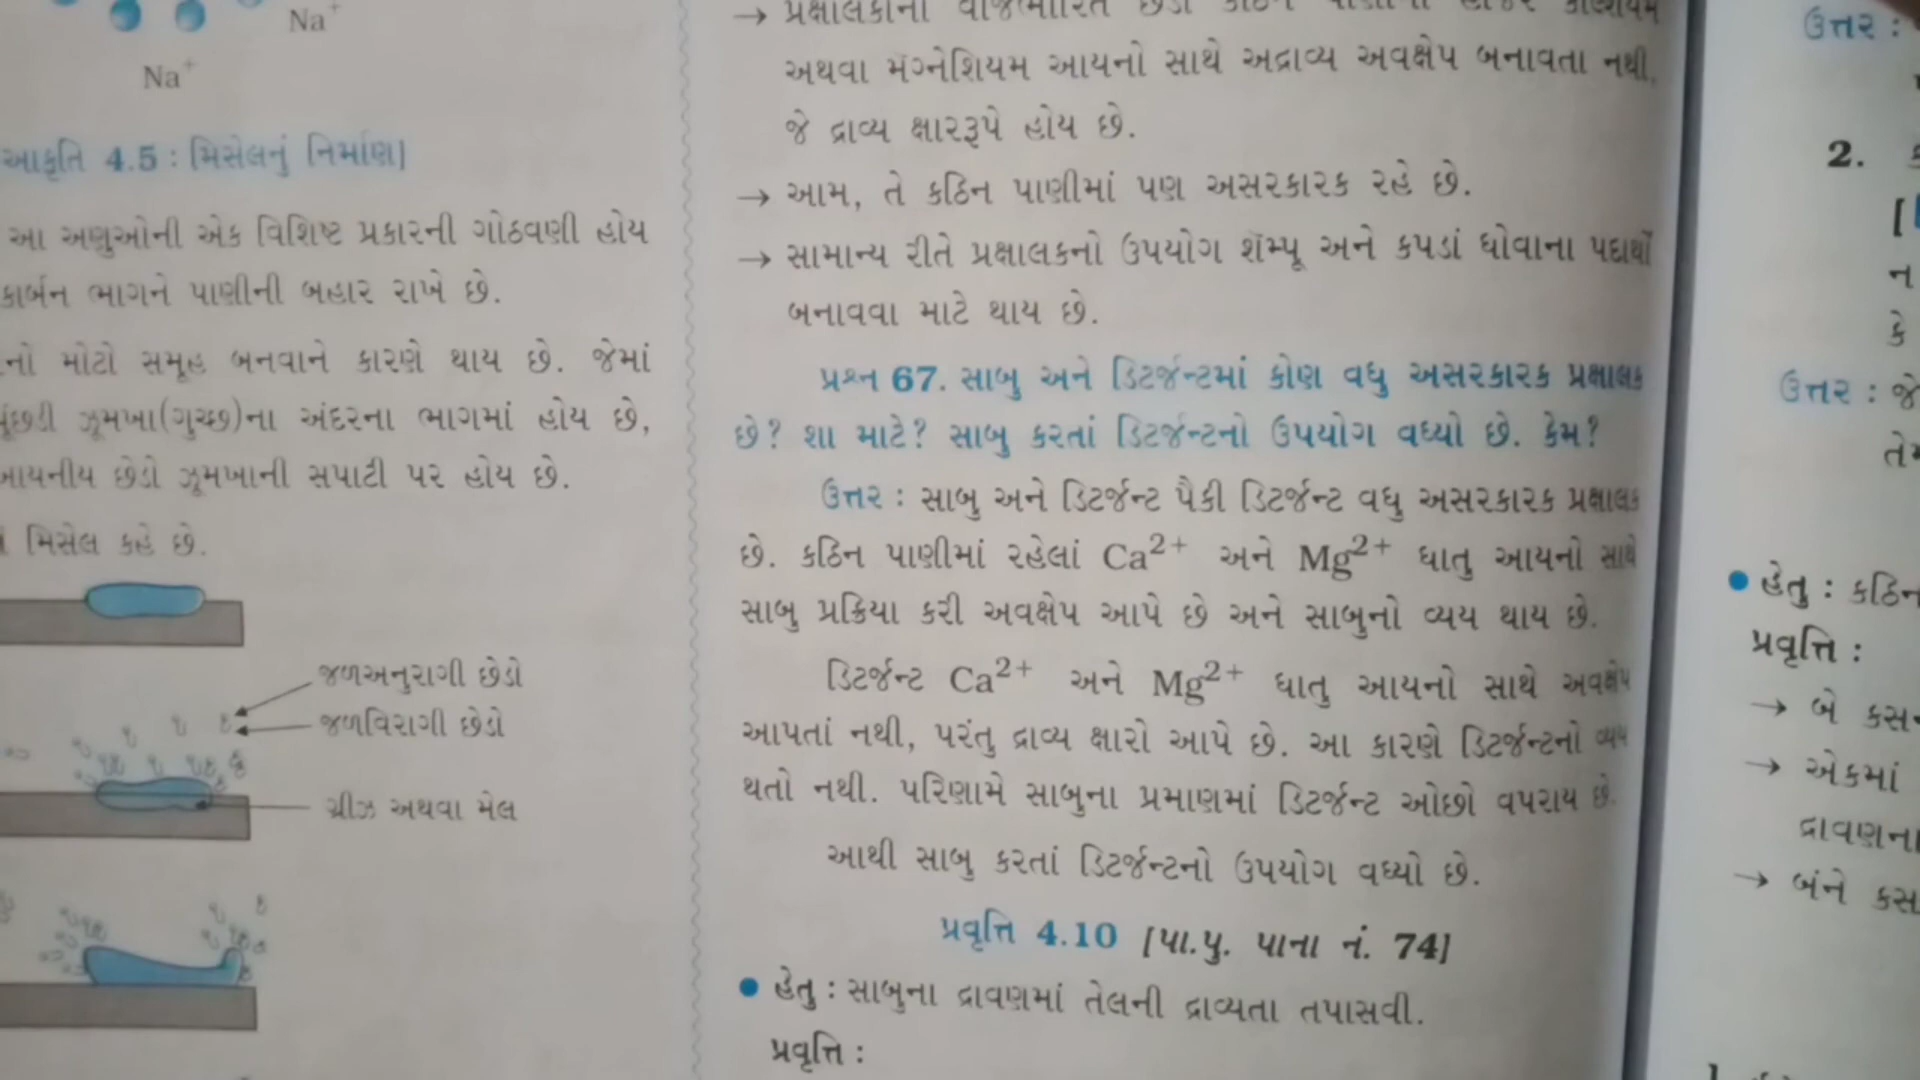 Na⁺
Na⁺
આકૃતિ 4.5 : મિસેલનું નિર્માણ]
આ અણુઓની એક વિશિષ્ટ પ્રકારની ગોઠવણી હોય
કાર્બન ભાગને પાણીની બહાર રાખે છે.
નો મોટો સમૂહ બનવાને કારણે થાય છે. જેમાં
પૂંછડી ઝૂમખા(ગુચ્છ)ના અંદરના ભાગમાં હોય છે,
આયનીય છેડો ઝૂમખાની સપાટી પર હોય છે.
મિસેલ કહે છે.
જળઅનુરાગી છેડો
જળવિરાગી છેડો
ગ્રીઝ અથવા મેલ
→ પ્રક્ષાલકોનો વીજભારિત છેડો કઠિન પાણીની હાજર કૅલ્શિયમ
અથવા મૅગ્નેશિયમ આયનો સાથે અદ્રાવ્ય અવક્ષેપ બનાવતા નથી,
જે દ્રાવ્ય ક્ષારરૂપે હોય છે.
→ આમ, તે કઠિન પાણીમાં પણ અસરકારક રહે છે.
→ સામાન્ય રીતે પ્રક્ષાલકનો ઉપયોગ શૅમ્પૂ અને કપડાં ધોવાના પદાર્થો
બનાવવા માટે થાય છે.
પ્રશ્ન 67. સાબુ અને ડિટર્જન્ટમાં કોણ વધુ અસરકારક પ્રક્ષાલક
છે? શા માટે? સાબુ કરતાં ડિટર્જન્ટનો ઉપયોગ વધ્યો છે. કેમ?
ઉત્તર : સાબુ અને ડિટર્જન્ટ પૈકી ડિટર્જન્ટ વધુ અસરકારક પ્રક્ષાલક
છે. કઠિન પાણીમાં રહેલાં Ca²⁺ અને Mg²⁺ ધાતુ આયનો સાથે
સાબુ પ્રક્રિયા કરી અવક્ષેપ આપે છે અને સાબુનો વ્યય થાય છે.
ડિટર્જન્ટ Ca²⁺ અને Mg²⁺ ધાતુ આયનો સાથે અવક્ષેપ
આપતાં નથી, પરંતુ દ્રાવ્ય ક્ષારો આપે છે. આ કારણે ડિટર્જન્ટનો વ્યય
થતો નથી. પરિણામે સાબુના પ્રમાણમાં ડિટર્જન્ટ ઓછો વપરાય છે.
આથી સાબુ કરતાં ડિટર્જન્ટનો ઉપયોગ વધ્યો છે.
પ્રવૃત્તિ 4.10 [પા.પુ. પાના નં. 74]
● હેતુ : સાબુના દ્રાવણમાં તેલની દ્રાવ્યતા તપાસવી.
પ્રવૃત્તિ :
ઉત્તર :
2.
[
ન
કે
ઉત્તર : જે
● હેતુ : કઠિન
પ્રવૃત્તિ :
→ બે
→ એકમાં
દ્રાવણના
→ બંને